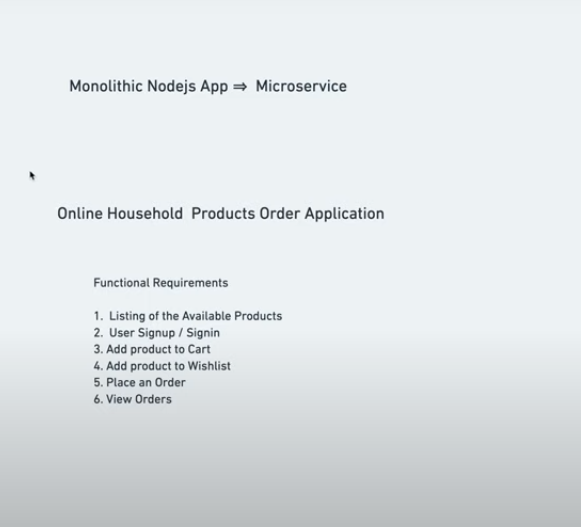 Monolithic Nodejs App ⇒ Microservice
Online Household Products Order Application
Functional Requirements
1. Listing of the Available Products
2. User Signup / Signin
3. Add product to Cart
4. Add product to Wishlist
5. Place an Order
6. View Orders